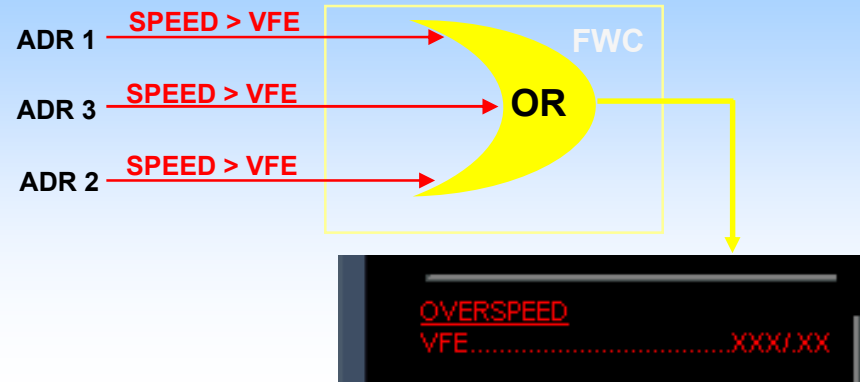 ADR 1
SPEED > VFE
FWC
ADR 3
SPEED > VFE
OR
ADR 2
SPEED > VFE
OVERSPEED
VFE..................................XXX/.XX